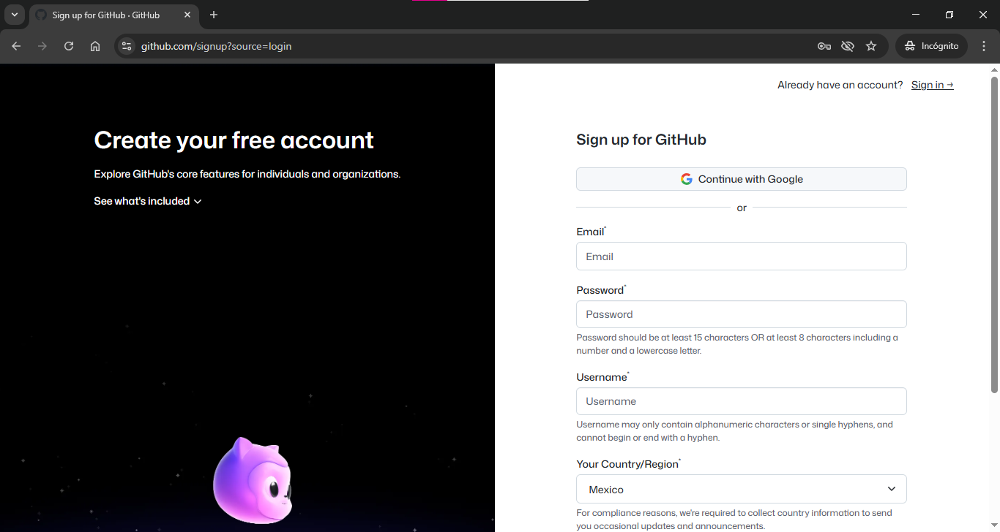 Sign up for GitHub · GitHub
github.com/signup?source=login
Incógnito
Already have an account? Sign in →
Create your free account
Explore GitHub's core features for individuals and organizations.
See what's included
Sign up for GitHub
Continue with Google
or
Email*
Email
Password*
Password
Password should be at least 15 characters OR at least 8 characters including a
number and a lowercase letter.
Username*
Username
Username may only contain alphanumeric characters or single hyphens, and
cannot begin or end with a hyphen.
Your Country/Region*
Mexico
For compliance reasons, we're required to collect country information to send
you occasional updates and announcements.